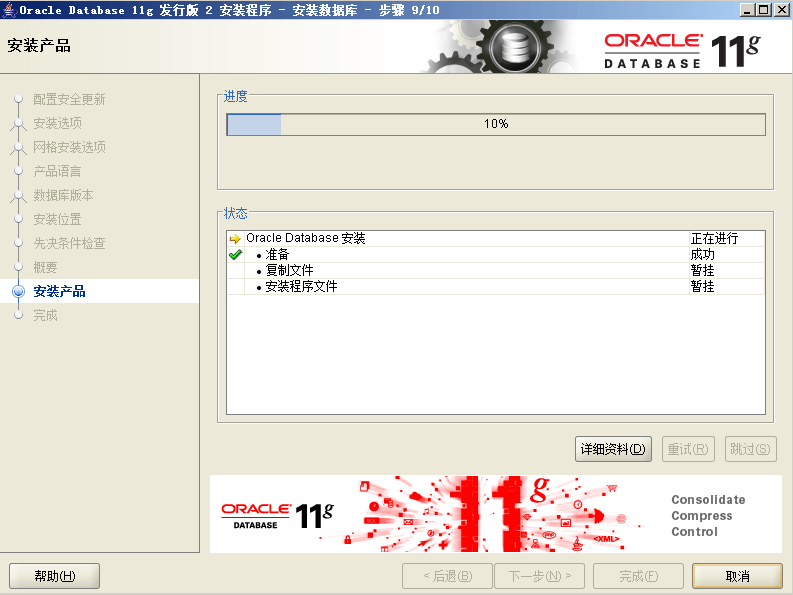 Oracle Database 11g 发行版 2 安装程序 - 安装数据库 - 步骤 9/10
安装产品
ORACLE
DATABASE
11g
配置安全更新
安装选项
网格安装选项
产品语言
数据库版本
安装位置
先决条件检查
概要
安装产品
完成
进度
10%
状态
Oracle Database 安装 正在进行
• 准备 成功
• 复制文件 暂挂
• 安装程序文件 暂挂
详细资料(D) 重试(R) 跳过(S)
ORACLE
DATABASE
11g
11g
<XML>
Consolidate
Compress
Control
帮助(H) < 后退(B) 下一步(N) > 完成(F) 取消